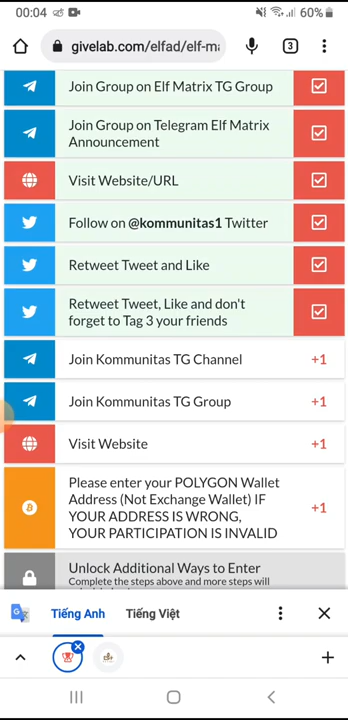 00:04
60%
givelab.com/elfad/elf-ma
3
Join Group on Elf Matrix TG Group
Join Group on Telegram Elf Matrix
Announcement
Visit Website/URL
Follow on @kommunitas1 Twitter
Retweet Tweet and Like
Retweet Tweet, Like and don't
forget to Tag 3 your friends
Join Kommunitas TG Channel
+1
Join Kommunitas TG Group
+1
Visit Website
+1
Please enter your POLYGON Wallet
Address (Not Exchange Wallet) IF
YOUR ADDRESS IS WRONG,
YOUR PARTICIPATION IS INVALID
+1
Unlock Additional Ways to Enter
Complete the steps above and more steps will
Tiếng Anh
Tiếng Việt